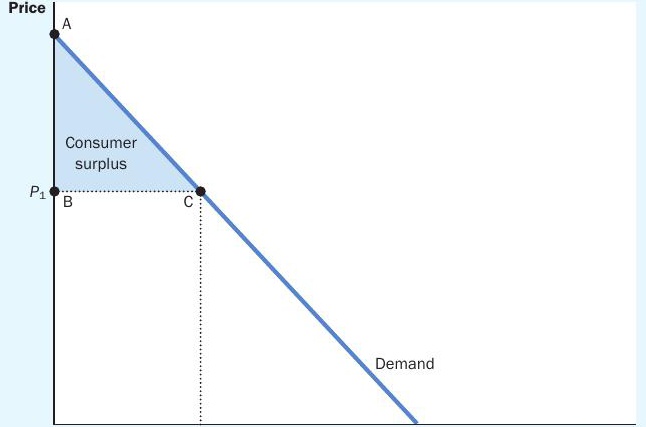 Price
A
Consumer
surplus
P1
B
C
Demand